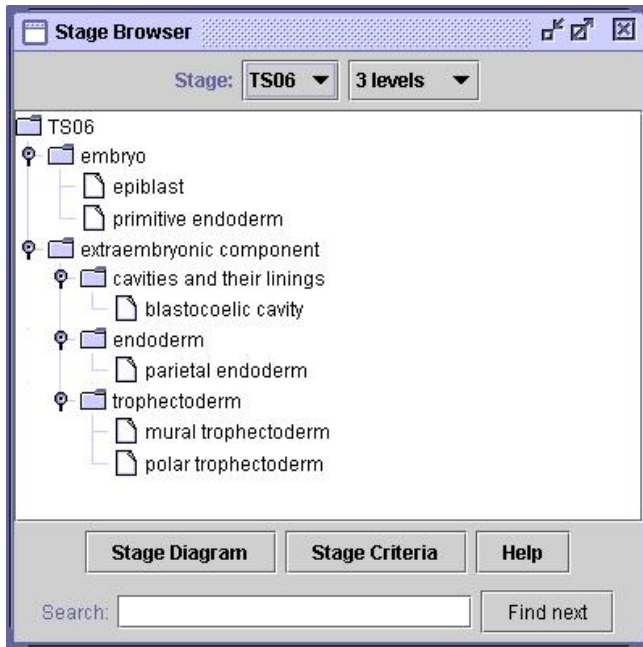 Stage Browser
Stage: TS06 3 levels
TS06
embryo
epiblast
primitive endoderm
extraembryonic component
cavities and their linings
blastocoelic cavity
endoderm
parietal endoderm
trophectoderm
mural trophectoderm
polar trophectoderm
Stage Diagram Stage Criteria Help
Search: Find next